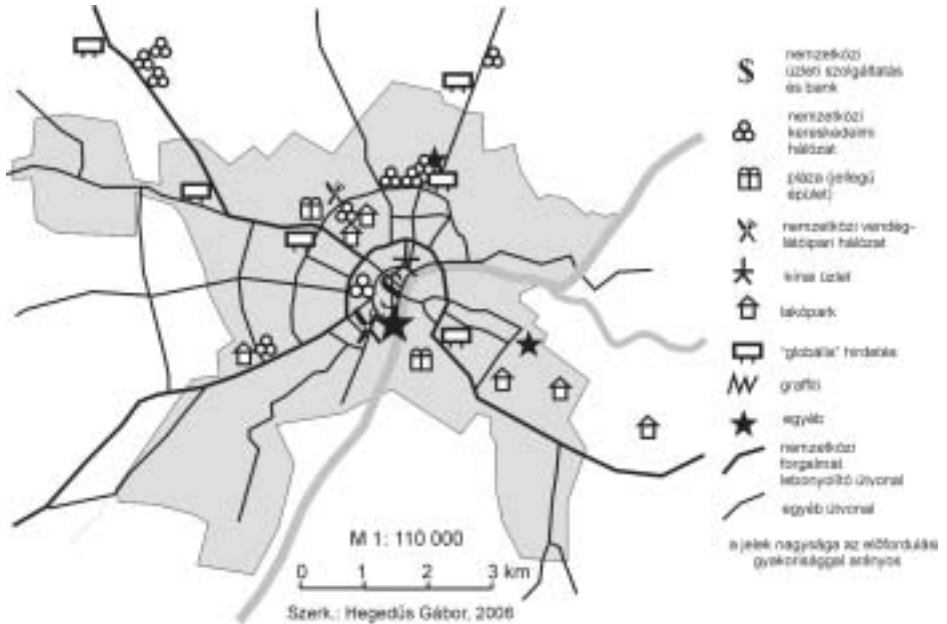 $
nemzetközi
üzleti szolgáltatás
és bank
nemzetközi
kereskedelmi
hálózat
pláza (jellegű
épület)
nemzetközi vendég-
látóipari hálózat
kínai üzlet
lakópark
"globális" hirdetés
graffiti
egyéb
nemzetközi
forgalmat
lebonyolító útvonal
egyéb útvonal
a jelek nagysága az előfordulási
gyakorisággal arányos
M 1: 110 000
0 1 2 3 km
Szerk.: Hegedűs Gábor, 2006